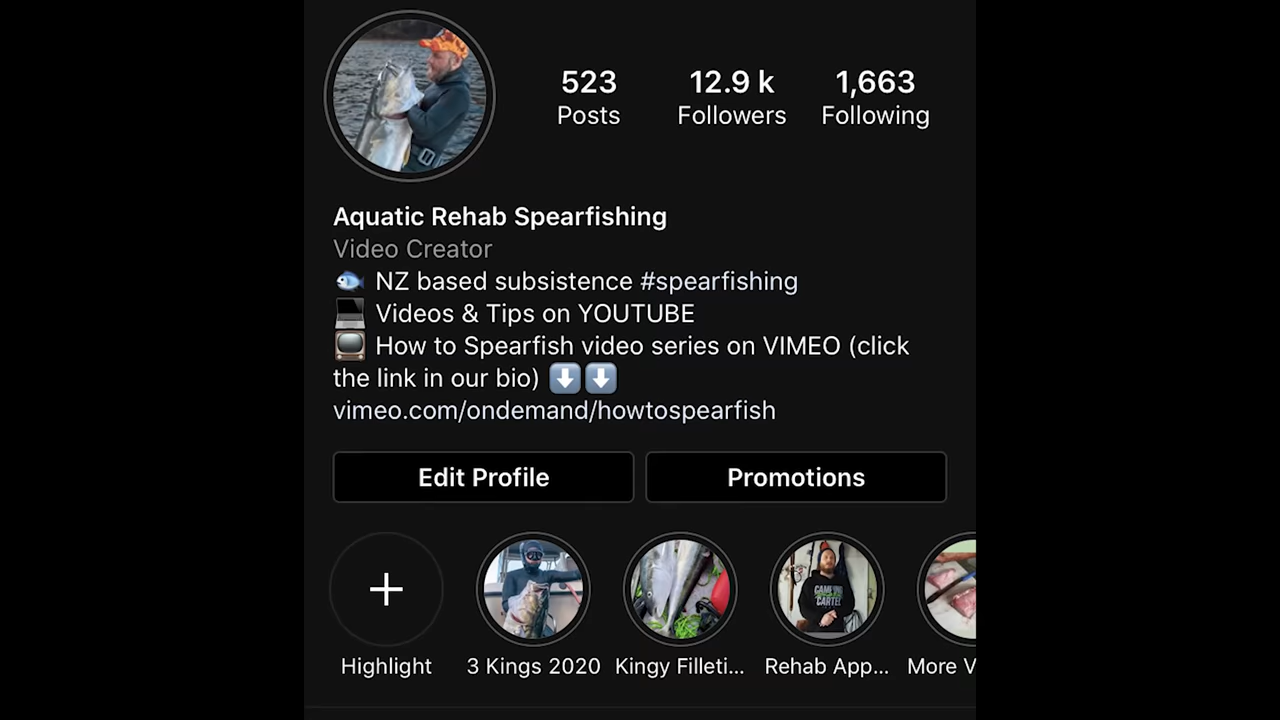 523 12.9 k 1,663
Posts Followers Following
Aquatic Rehab Spearfishing
Video Creator
NZ based subsistence #spearfishing
Videos & Tips on YOUTUBE
How to Spearfish video series on VIMEO (click
the link in our bio)
vimeo.com/ondemand/howtospearfish
Edit Profile Promotions
CARTEL
Highlight 3 Kings 2020 Kingy Filleti... Rehab App... More V